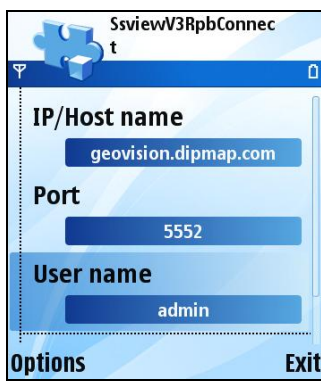 SsviewV3RpbConnec
t
IP/Host name
geovision.dipmap.com
Port
5552
User name
admin
Options Exit